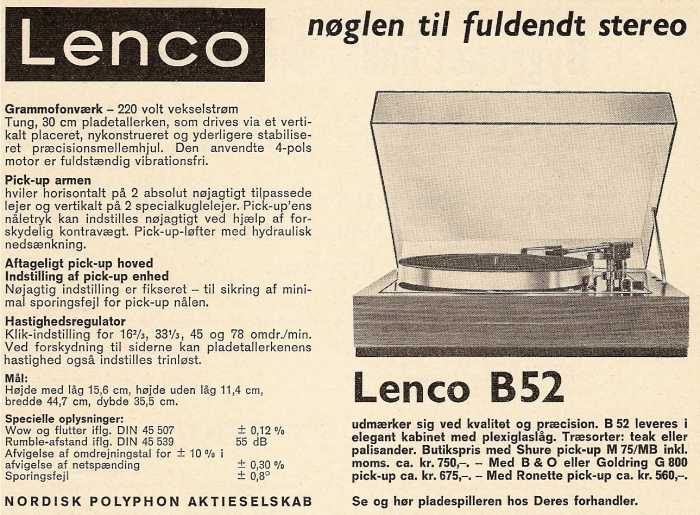 Lenco
nøglen til fuldendt stereo
Grammofonværk – 220 volt vekselstrøm
Tung, 30 cm pladetallerken, som drives via et verti-
kalt placeret, nykonstrueret og yderligere stabilise-
ret præcisionsmellemhjul. Den anvendte 4-pols
motor er fuldstændig vibrationsfri.
Pick-up armen
hviler horisontalt på 2 absolut nøjagtigt tilpassede
lejer og vertikalt på 2 specialkuglelejer. Pick-up'ens
nåletryk kan indstilles nøjagtigt ved hjælp af for-
skydelig kontravægt. Pick-up-løfter med hydraulisk
nedsænkning.
Aftageligt pick-up hoved
Indstilling af pick-up enhed
Nøjagtig indstilling er fikseret – til sikring af mini-
mal sporingsfejl for pick-up nålen.
Hastighedsregulator
Klik-indstilling for 16²/₃, 33¹/₃, 45 og 78 omdr./min.
Ved forskydning til siderne kan pladetallerkenens
hastighed også indstilles trinløst.
Mål:
Højde med låg 15,6 cm, højde uden låg 11,4 cm,
bredde 44,7 cm, dybde 35,5 cm.
Specielle oplysninger:
Wow og flutter iflg. DIN 45 507 ± 0,12 %
Rumble-afstand iflg. DIN 45 539 55 dB
Afvigelse af omdrejningstal for ± 10 % i
afvigelse af netspænding ± 0,30 %
Sporingsfejl ± 0,8°
NORDISK POLYPHON AKTIESELSKAB
Lenco B52
udmærker sig ved kvalitet og præcision. B 52 leveres i
elegant kabinet med plexiglaslåg. Træsorter: teak eller
palisander. Butikspris med Shure pick-up M 75/MB inkl.
moms. ca. kr. 750,–. – Med B & O eller Goldring G 800
pick-up ca. kr. 675,–. – Med Ronette pick-up ca. kr. 560,–.
Se og hør pladespilleren hos Deres forhandler.